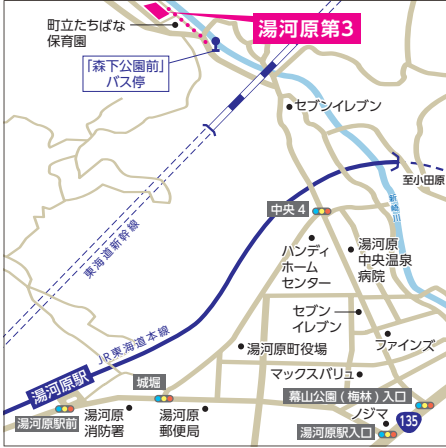 町立たちばな
保育園
湯河原第3
「森下公園前」
バス停
セブンイレブン
至小田原
新崎川
中央4
東海道新幹線
ハンディ
ホーム
センター
湯河原
中央温泉
病院
JR東海道本線
セブン
イレブン
湯河原町役場
ファインズ
マックスバリュ
湯河原駅
城堀
幕山公園(梅林)入口
湯河原駅前
湯河原
消防署
湯河原
郵便局
ノジマ
135
湯河原駅入口